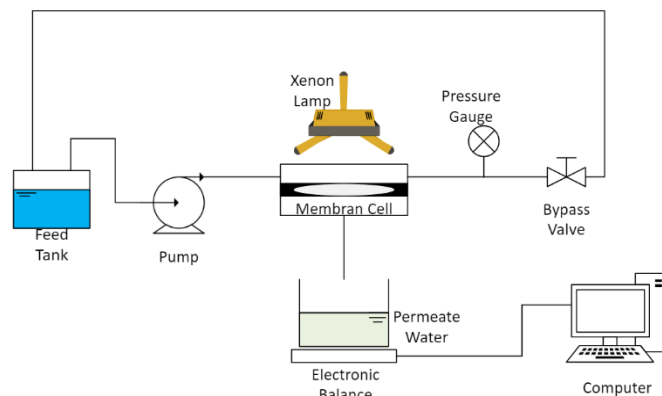 Xenon
Lamp
Pressure
Gauge
Membran Cell
Feed
Tank
Pump
Bypass
Valve
Permeate
Water
Electronic
Balance
Computer